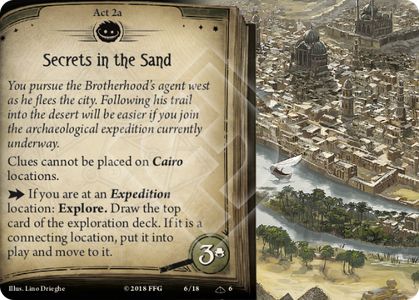 Act 2a
Secrets in the Sand
You pursue the Brotherhood's agent west
as he flees the city. Following his trail
into the desert will be easier if you join
the archaeological expedition currently
underway.
Clues cannot be placed on Cairo
locations.
If you are at an Expedition
location: Explore. Draw the top
card of the exploration deck. If it is a
connecting location, put it into
play and move to it.
3
Illus. Lino Drieghe
©2018 FFG
6/18
6